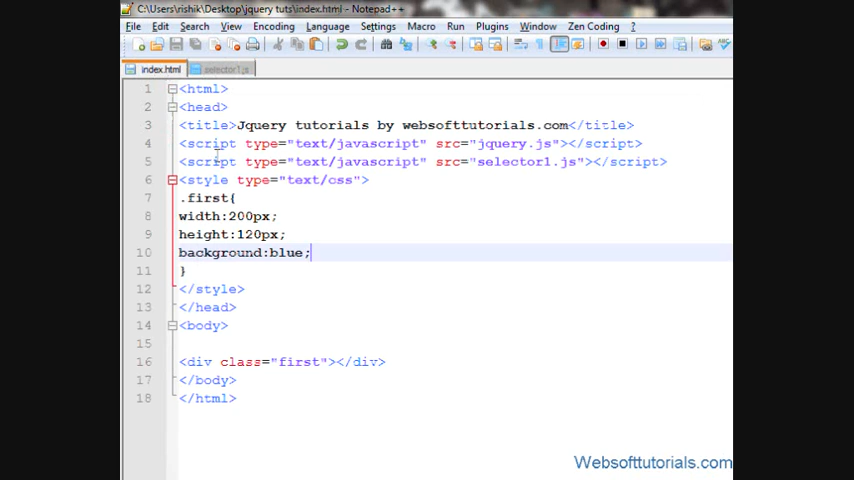 C:\Users\rishik\Desktop\jquery tuts\index.html - Notepad++
File Edit Search View Encoding Language Settings Macro Run Plugins Window Zen Coding ?
index.html selector1.js
1 <html>
2 <head>
3 <title>Jquery tutorials by websofttutorials.com</title>
4 <script type="text/javascript" src="jquery.js"></script>
5 <script type="text/javascript" src="selector1.js"></script>
6 <style type="text/css">
7 .first{
8 width:200px;
9 height:120px;
10 background:blue;
11 }
12 </style>
13 </head>
14 <body>
15
16 <div class="first"></div>
17 </body>
18 </html>
Websofttutorials.com